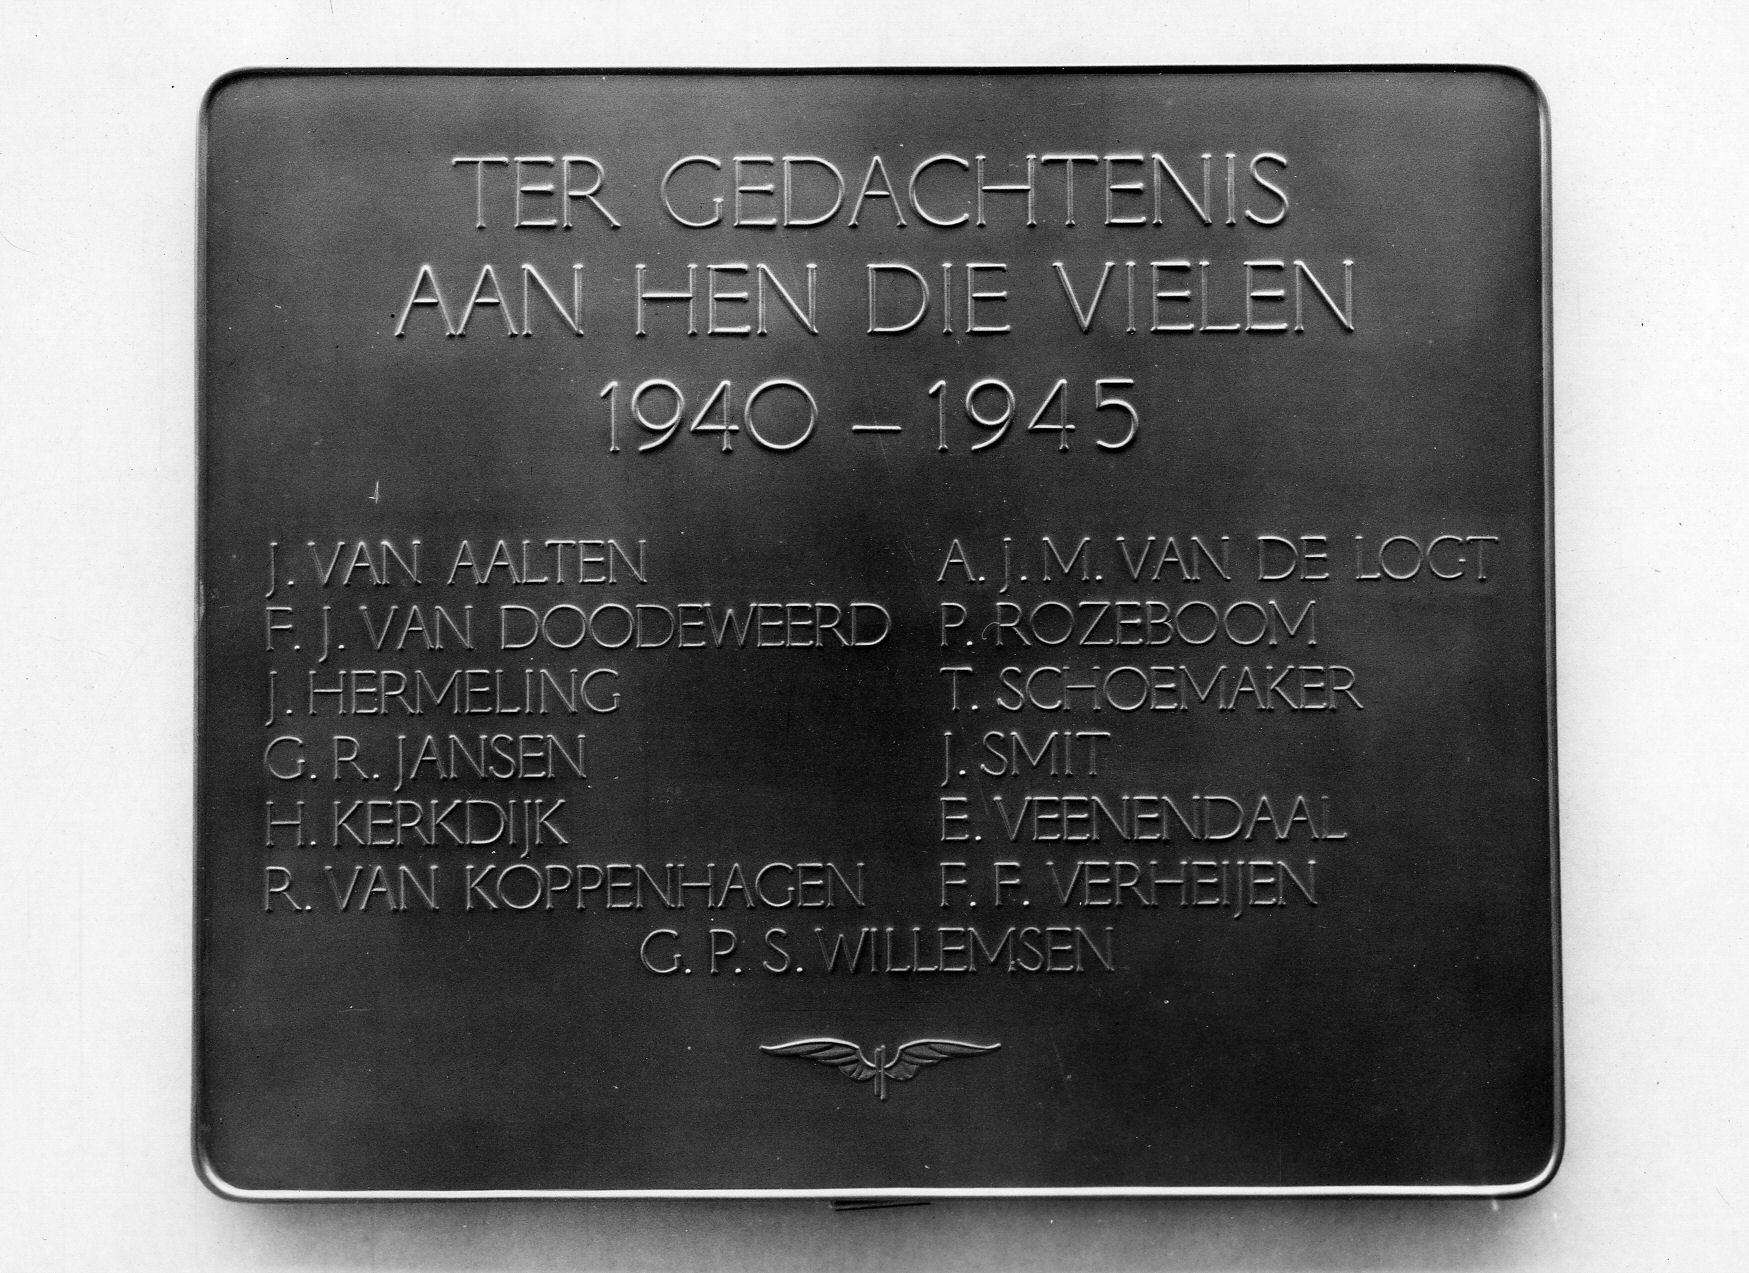 TER GEDACHTENIS
AAN HEN DIE VIELEN
1940 – 1945
J. VAN AALTEN
F. J. VAN DOODEWEERD
J. HERMELING
G. R. JANSEN
H. KERKDIJK
R. VAN KOPPENHAGEN
A. J. M. VAN DE LOGT
P. ROZEBOOM
T. SCHOEMAKER
J. SMIT
E. VEENENDAAL
F. F. VERHEIJEN
G. P. S. WILLEMSEN